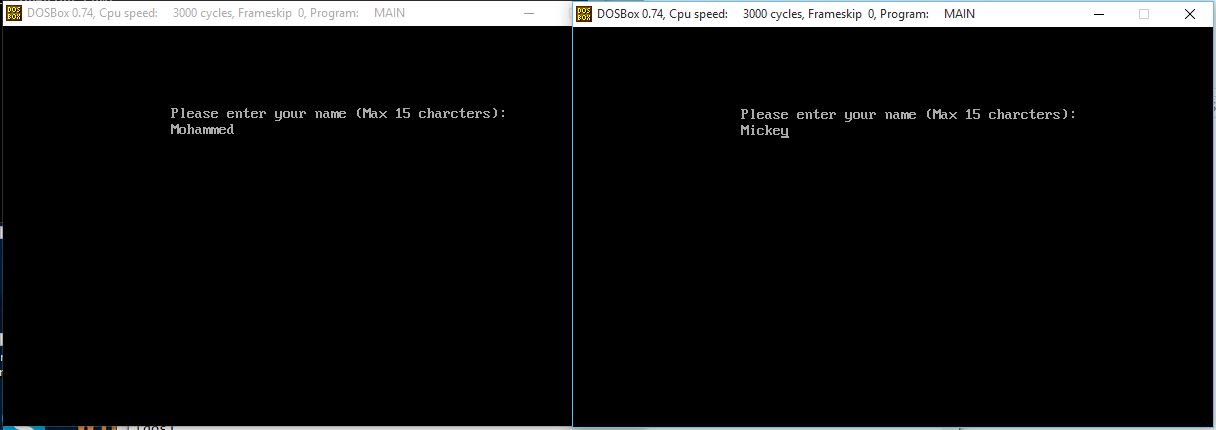 DOSBox 0.74, Cpu speed: 3000 cycles, Frameskip 0, Program: MAIN
Please enter your name (Max 15 charcters):
Mohammed
DOSBox 0.74, Cpu speed: 3000 cycles, Frameskip 0, Program: MAIN
Please enter your name (Max 15 charcters):
Mickey